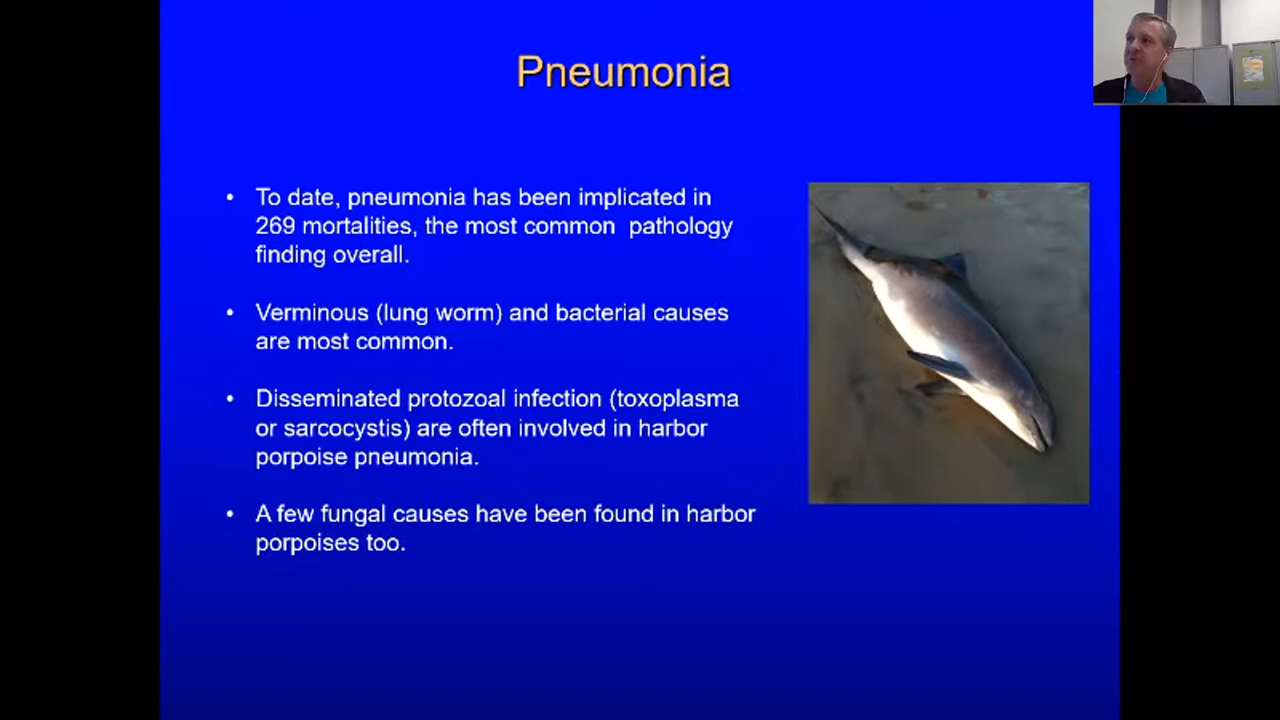 Pneumonia
• To date, pneumonia has been implicated in
269 mortalities, the most common  pathology
finding overall.
• Verminous (lung worm) and bacterial causes
are most common.
• Disseminated protozoal infection (toxoplasma
or sarcocystis) are often involved in harbor
porpoise pneumonia.
• A few fungal causes have been found in harbor
porpoises too.